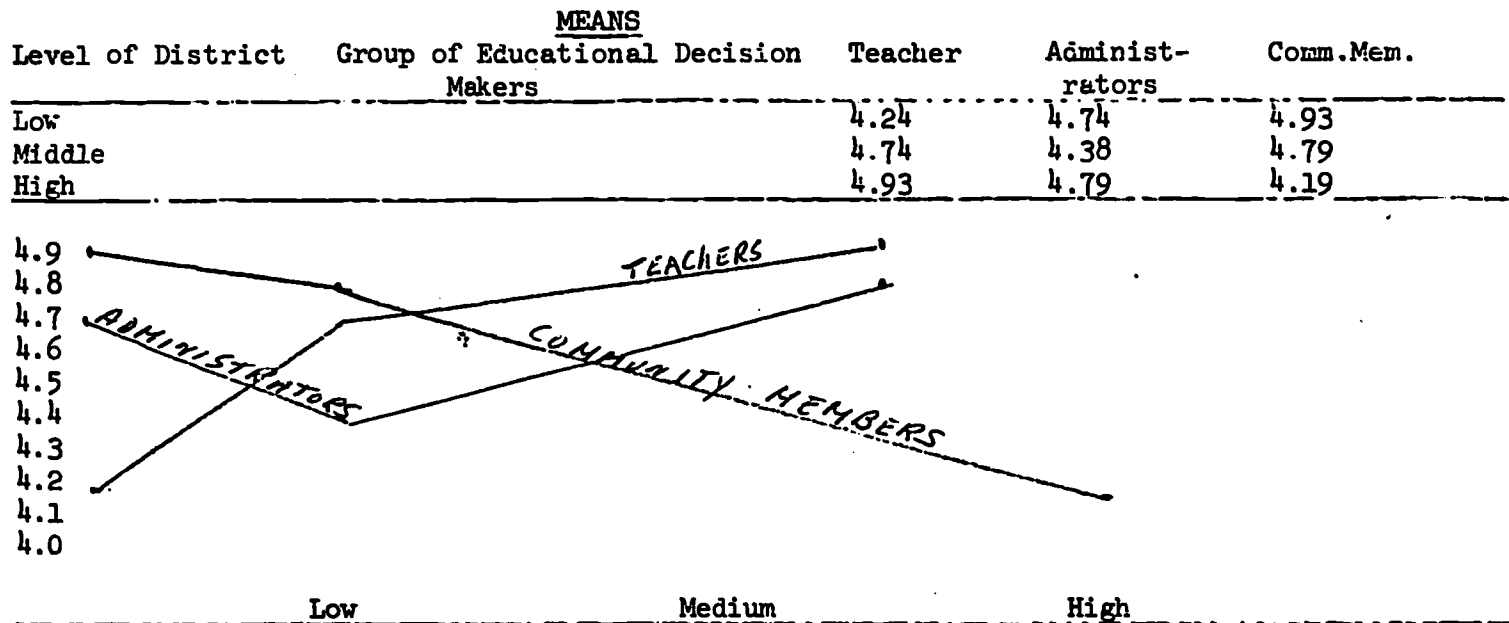 MEANS
Level of District Group of Educational Decision Teacher Administ- Comm.Mem.
Makers rators
Low 4.24 4.74 4.93
Middle 4.74 4.38 4.79
High 4.93 4.79 4.19
4.9
4.8
4.7
4.6
4.5
4.4
4.3
4.2
4.1
4.0
TEACHERS
ADMINISTRATORS
COMMUNITY MEMBERS
Low Medium High